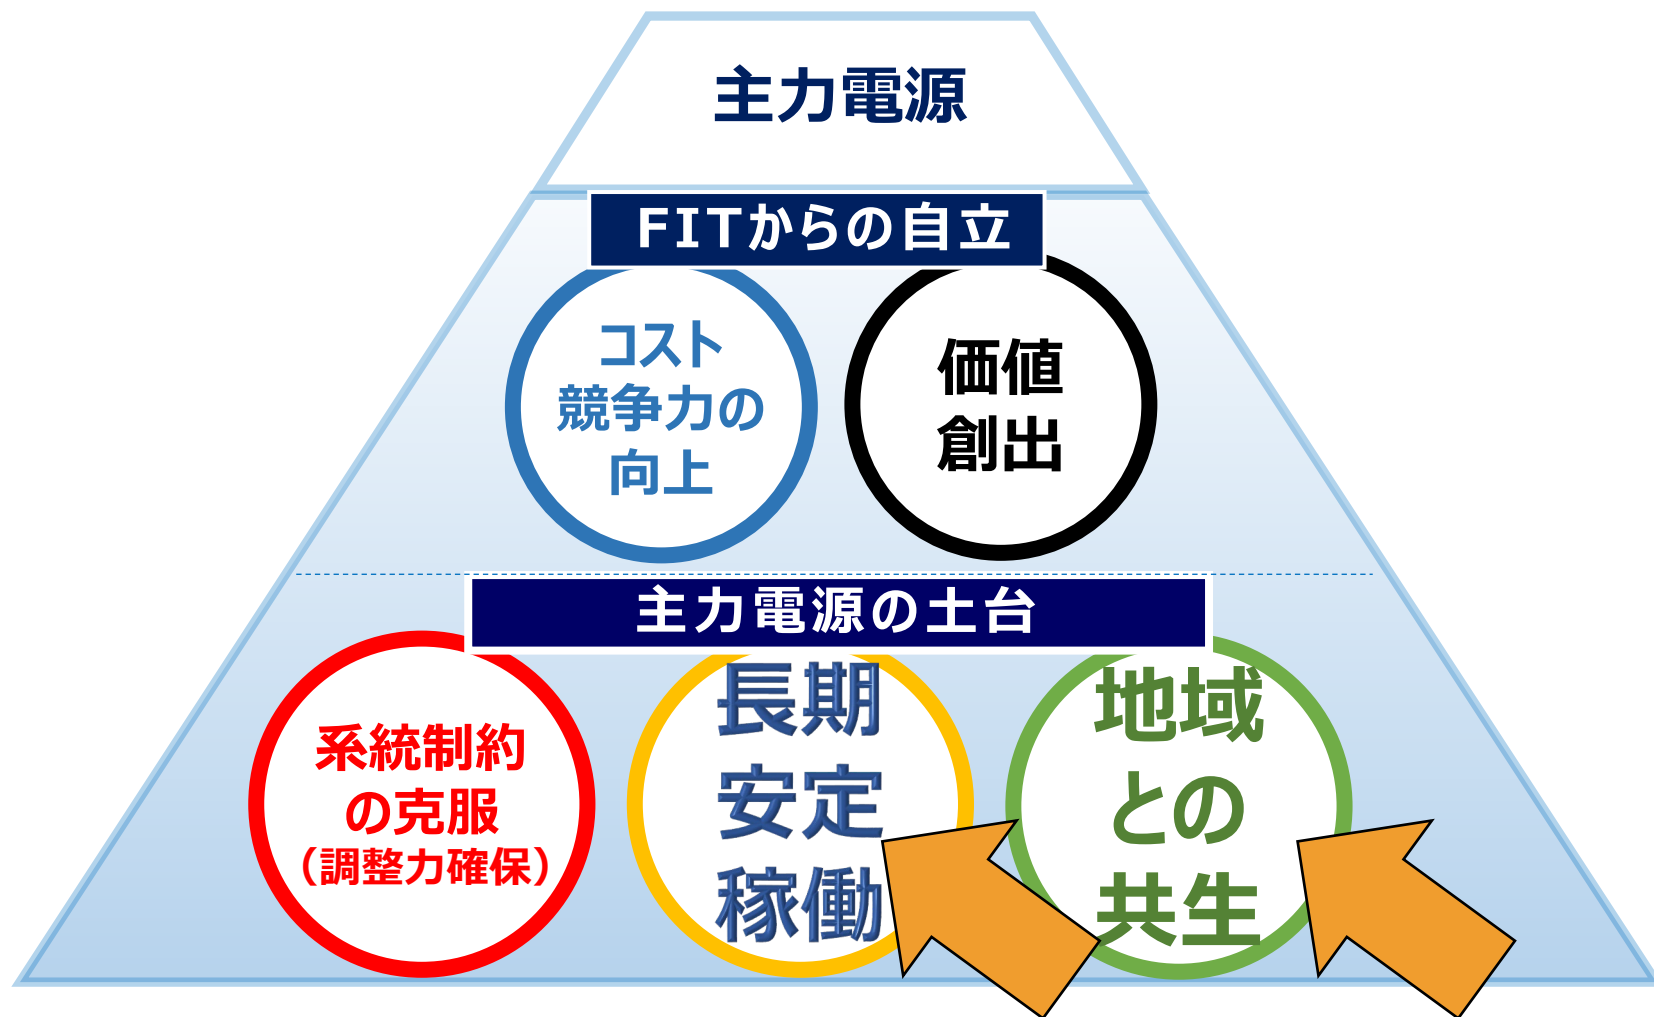 主力電源
FITからの自立
コスト
競争力の
向上
価値
創出
主力電源の土台
系統制約
の克服
（調整力確保）
長期
安定
稼働
地域
との
共生